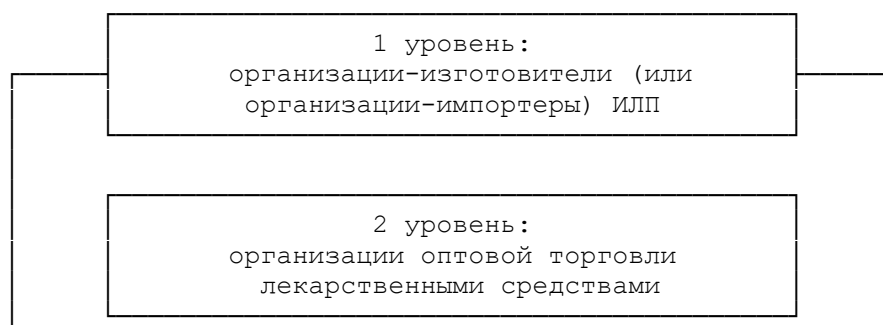 1 уровень:
организации-изготовители (или
организации-импортеры) ИЛП
2 уровень:
организации оптовой торговли
лекарственными средствами